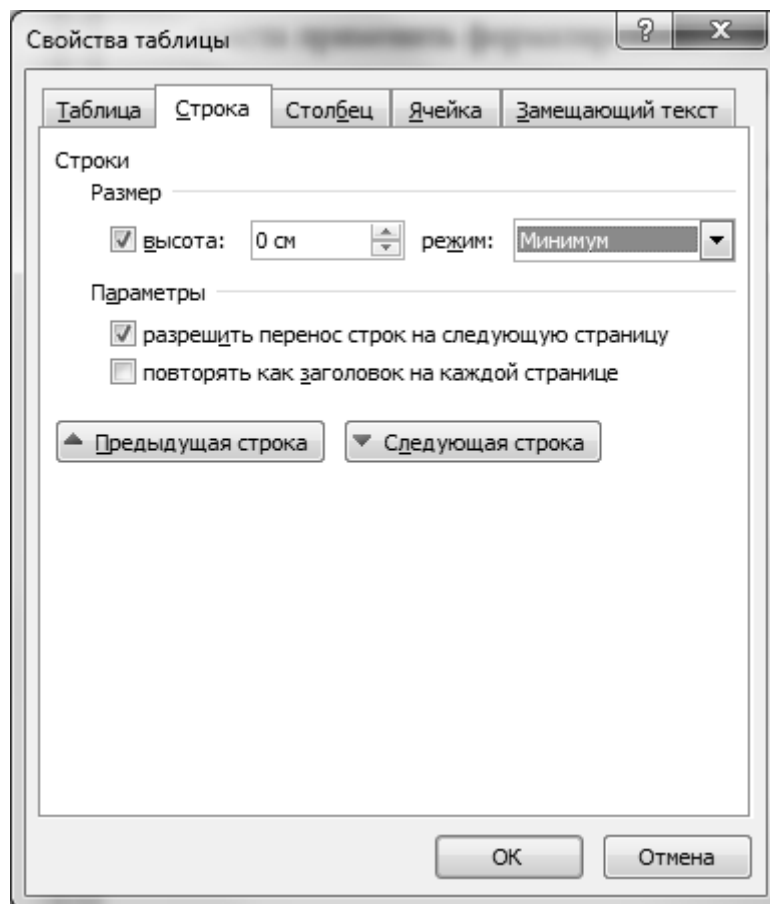 Свойства таблицы
Таблица Строка Столбец Ячейка Замещающий текст
Строки
Размер
высота: 0 см режим: Минимум
Параметры
разрешить перенос строк на следующую страницу
повторять как заголовок на каждой странице
Предыдущая строка Следующая строка
ОК Отмена